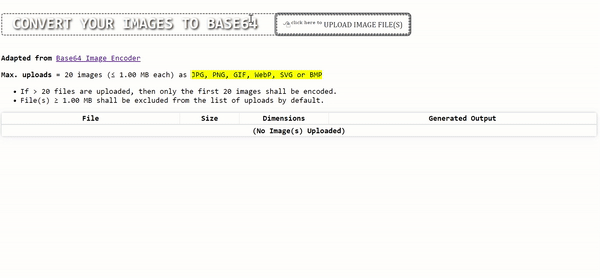 CONVERT YOUR IMAGES TO BASE64
click here to UPLOAD IMAGE FILE(S)
Adapted from Base64 Image Encoder
Max. uploads = 20 images (≤ 1.00 MB each) as JPG, PNG, GIF, WebP, SVG or BMP
• If > 20 files are uploaded, then only the first 20 images shall be encoded.
• File(s) ≥ 1.00 MB shall be excluded from the list of uploads by default.
File Size Dimensions Generated Output
(No Image(s) Uploaded)